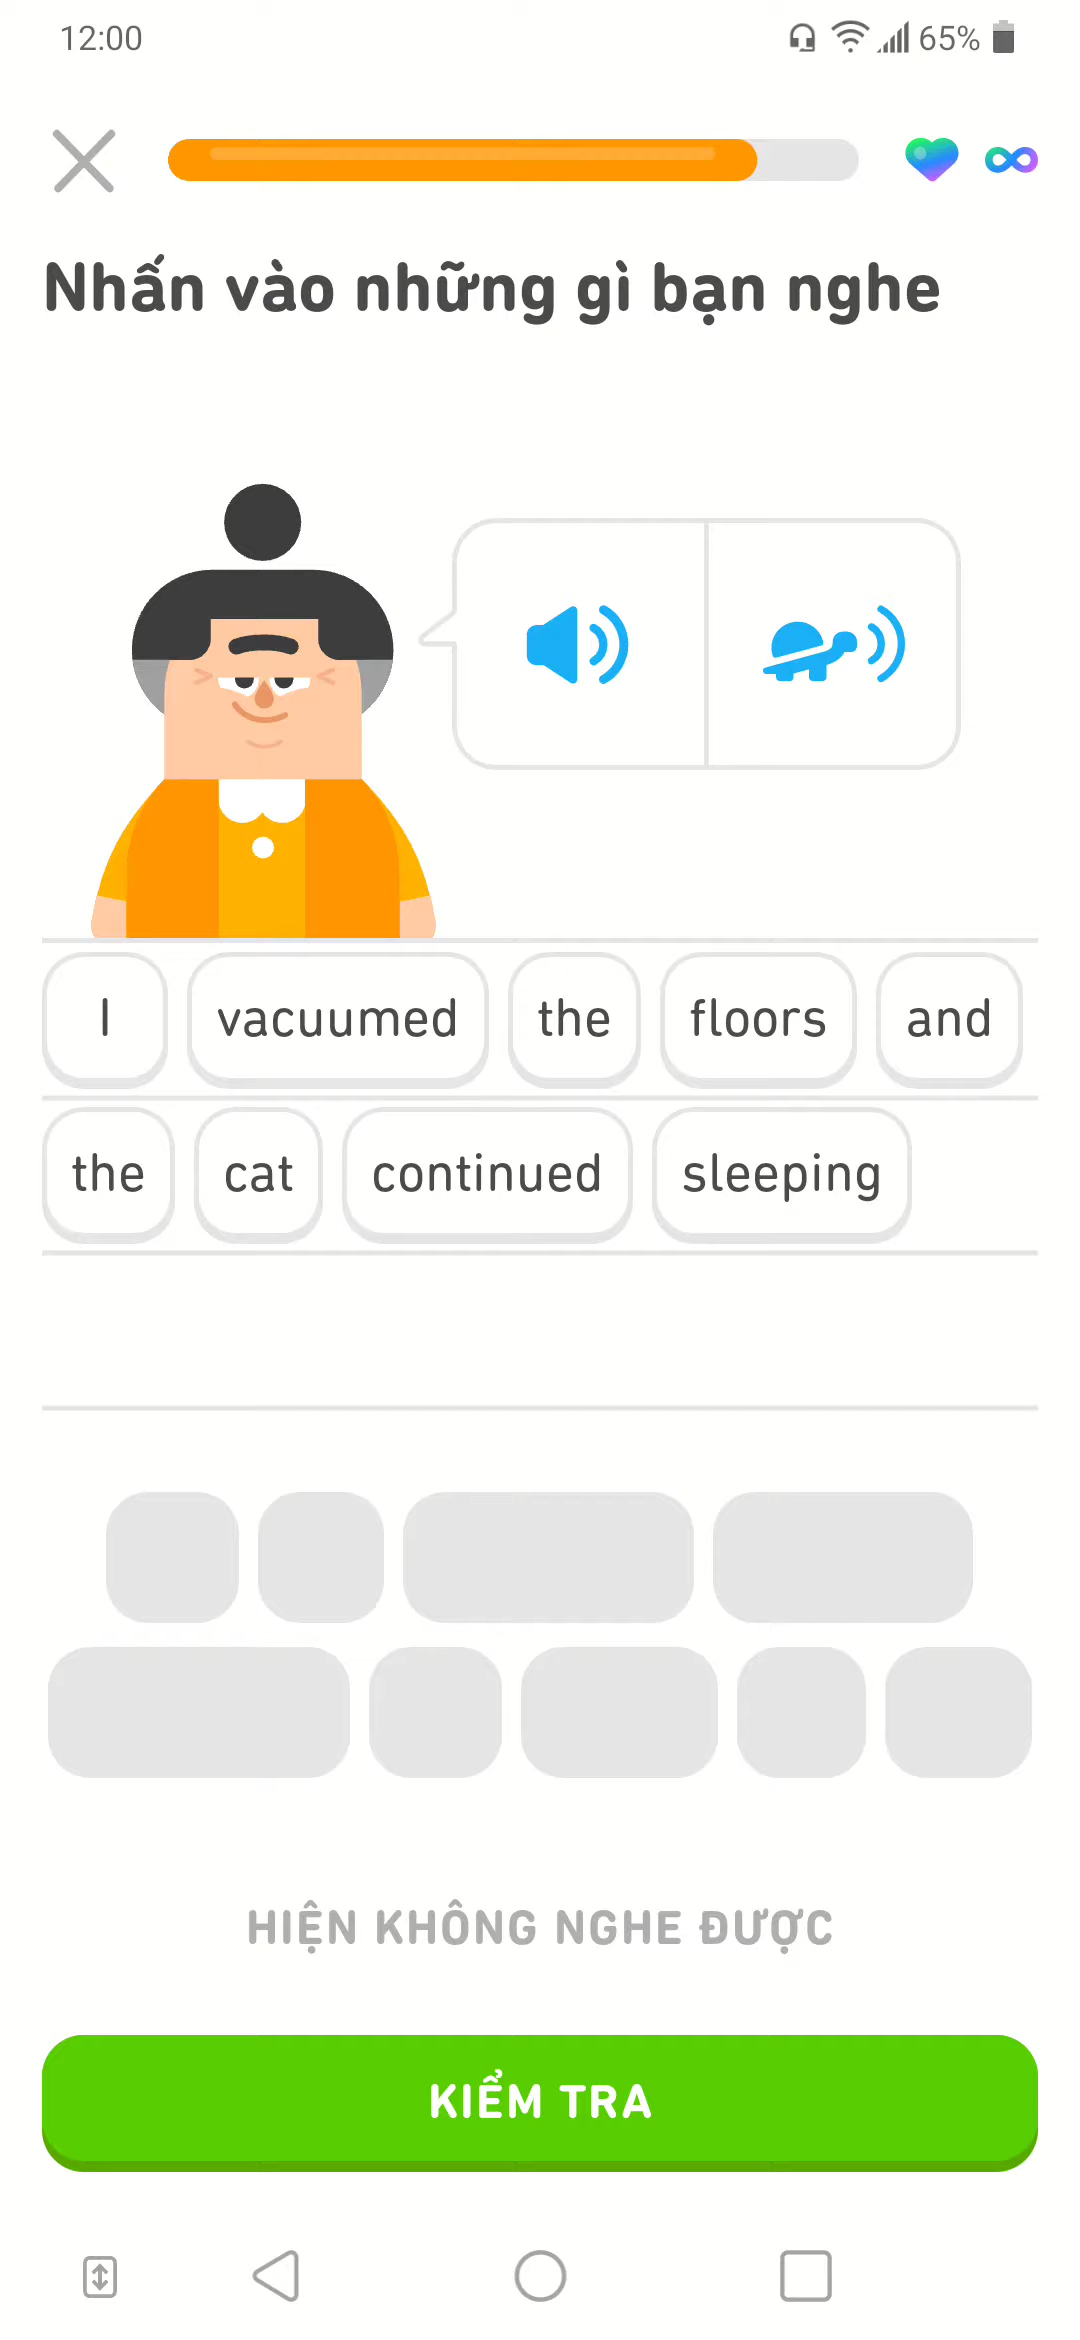 12:00
65%
Nhấn vào những gì bạn nghe
I vacuumed the floors and
the cat continued sleeping
HIỆN KHÔNG NGHE ĐƯỢC
KIỂM TRA